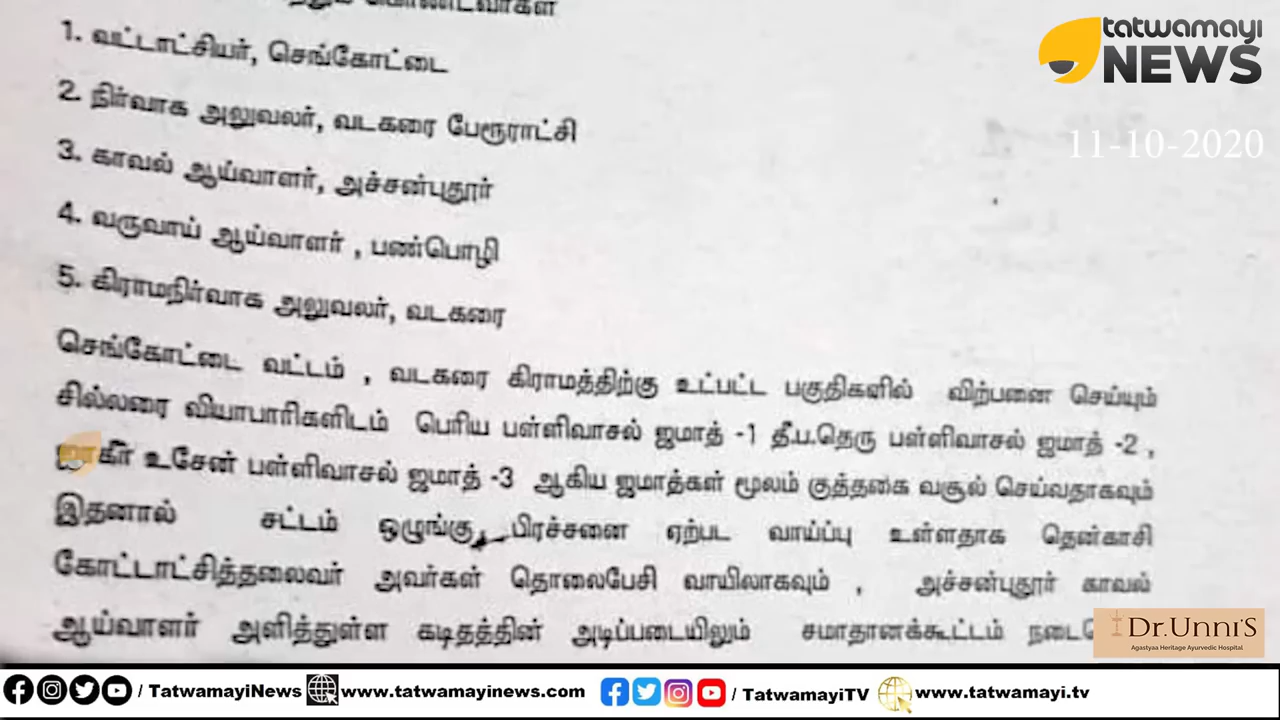 கொண்டவர்கள்
tatwamayi
NEWS
1. வட்டாட்சியர், செங்கோட்டை
2. நிர்வாக அலுவலர், வடகரை பேரூராட்சி
11-10-2020
3. காவல் ஆய்வாளர், அச்சன்புதூர்
4. வருவாய் ஆய்வாளர் , பண்பொழி
5. கிராமநிர்வாக அலுவலர், வடகரை
செங்கோட்டை வட்டம் , வடகரை கிராமத்திற்கு உட்பட்ட பகுதிகளில் விற்பனை செய்யும்
சில்லரை வியாபாரிகளிடம் பெரிய பள்ளிவாசல் ஜமாத் -1 தீ.ப.தெரு பள்ளிவாசல் ஜமாத் -2 ,
உசேன் பள்ளிவாசல் ஜமாத் -3 ஆகிய ஜமாத்கள் மூலம் குத்தகை வசூல் செய்வதாகவும்
இதனால் சட்டம் ஒழுங்கு பிரச்சனை ஏற்பட வாய்ப்பு உள்ளதாக தென்காசி
கோட்டாட்சித்தலைவர் அவர்கள் தொலைபேசி வாயிலாகவும் , அச்சன்புதூர் காவல்
ஆய்வாளர் அளித்துள்ள கடிதத்தின் அடிப்படையிலும் சமாதானக்கூட்டம்
Dr.Unni'S
Agastyaa Heritage Ayurvedic Hospital
/ TatwamayiNews www.tatwamayinews.com / TatwamayiTV www.tatwamayi.tv